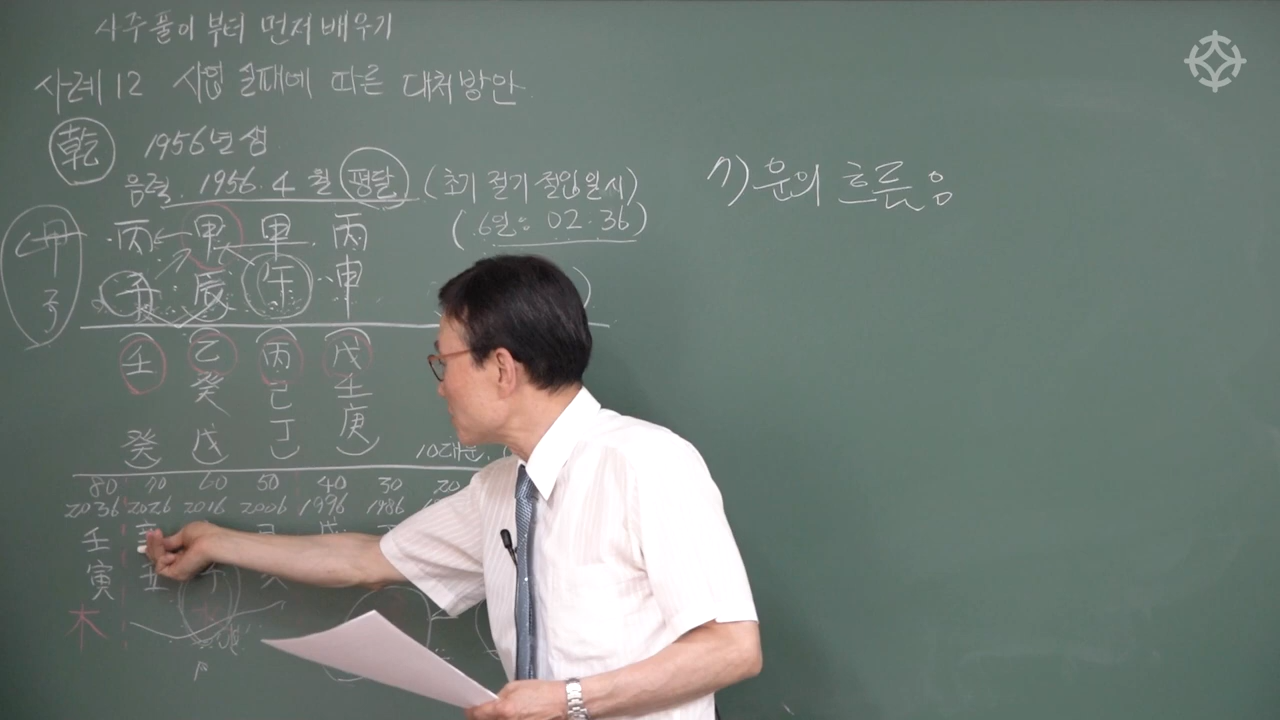 사주풀이 부터 먼저 배우기
사례 12 사업 실패에 따른 대처방안
乾 1956년생
음력. 1956. 4 월 평달 (초기 절기 절입일시)
(6일 02.36)
7) 운의 흐름
丙 甲 甲 丙
子 辰 午 申
甲
子
壬 乙 丙 戊
癸 己 壬
癸 戊 丁 庚
10대운
80 70 60 50 40 30 20
2036 2026 2016 2006 1996 1986
壬
寅 丑
木 水